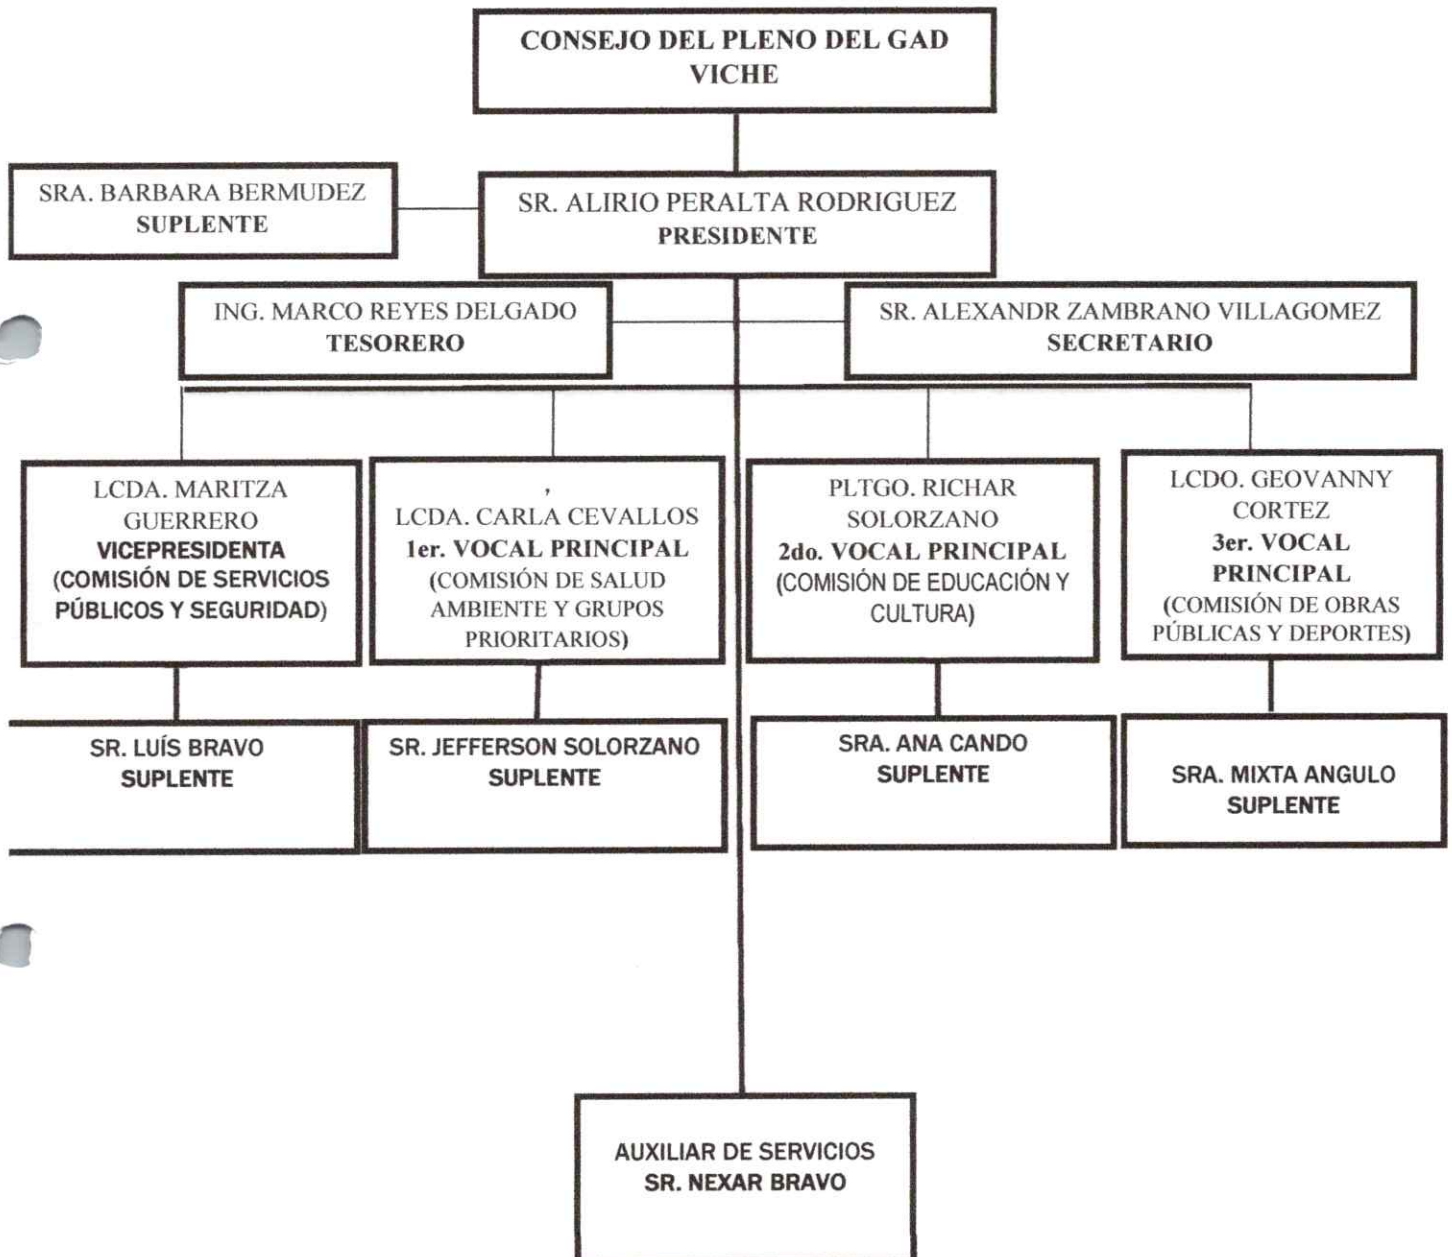 CONSEJO DEL PLENO DEL GAD
VICHE
SRA. BARBARA BERMUDEZ
SUPLENTE
SR. ALIRIO PERALTA RODRIGUEZ
PRESIDENTE
ING. MARCO REYES DELGADO
TESORERO
SR. ALEXANDR ZAMBRANO VILLAGOMEZ
SECRETARIO
LCDA. MARITZA
GUERRERO
VICEPRESIDENTA
(COMISIÓN DE SERVICIOS
PÚBLICOS Y SEGURIDAD)
,
LCDA. CARLA CEVALLOS
1er. VOCAL PRINCIPAL
(COMISIÓN DE SALUD
AMBIENTE Y GRUPOS
PRIORITARIOS)
PLTGO. RICHAR
SOLORZANO
2do. VOCAL PRINCIPAL
(COMISIÓN DE EDUCACIÓN Y
CULTURA)
LCDO. GEOVANNY
CORTEZ
3er. VOCAL
PRINCIPAL
(COMISIÓN DE OBRAS
PÚBLICAS Y DEPORTES)
SR. LUÍS BRAVO
SUPLENTE
SR. JEFFERSON SOLORZANO
SUPLENTE
SRA. ANA CANDO
SUPLENTE
SRA. MIXTA ANGULO
SUPLENTE
AUXILIAR DE SERVICIOS
SR. NEXAR BRAVO